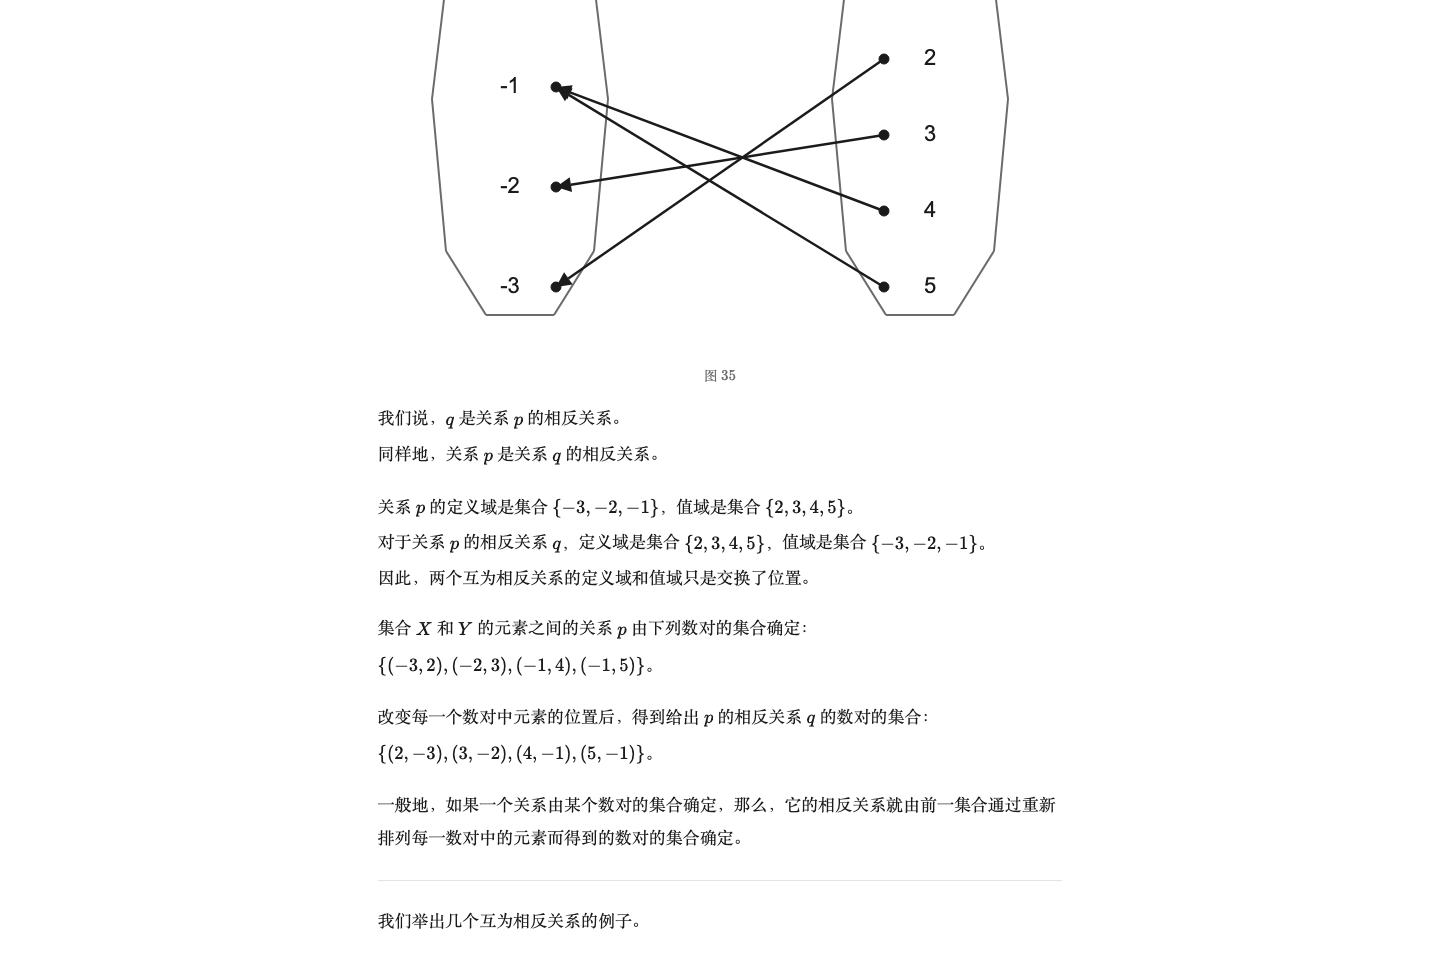 2
-1
3
-2
4
-3
5
图 35
我们说，q 是关系 p 的相反关系。
同样地，关系 p 是关系 q 的相反关系。
关系 p 的定义域是集合 {−3, −2, −1}，值域是集合 {2, 3, 4, 5}。
对于关系 p 的相反关系 q，定义域是集合 {2, 3, 4, 5}，值域是集合 {−3, −2, −1}。
因此，两个互为相反关系的定义域和值域只是交换了位置。
集合 X 和 Y 的元素之间的关系 p 由下列数对的集合确定：
{(−3, 2), (−2, 3), (−1, 4), (−1, 5)}。
改变每一个数对中元素的位置后，得到给出 p 的相反关系 q 的数对的集合：
{(2, −3), (3, −2), (4, −1), (5, −1)}。
一般地，如果一个关系由某个数对的集合确定，那么，它的相反关系就由前一集合通过重新
排列每一数对中的元素而得到的数对的集合确定。
我们举出几个互为相反关系的例子。